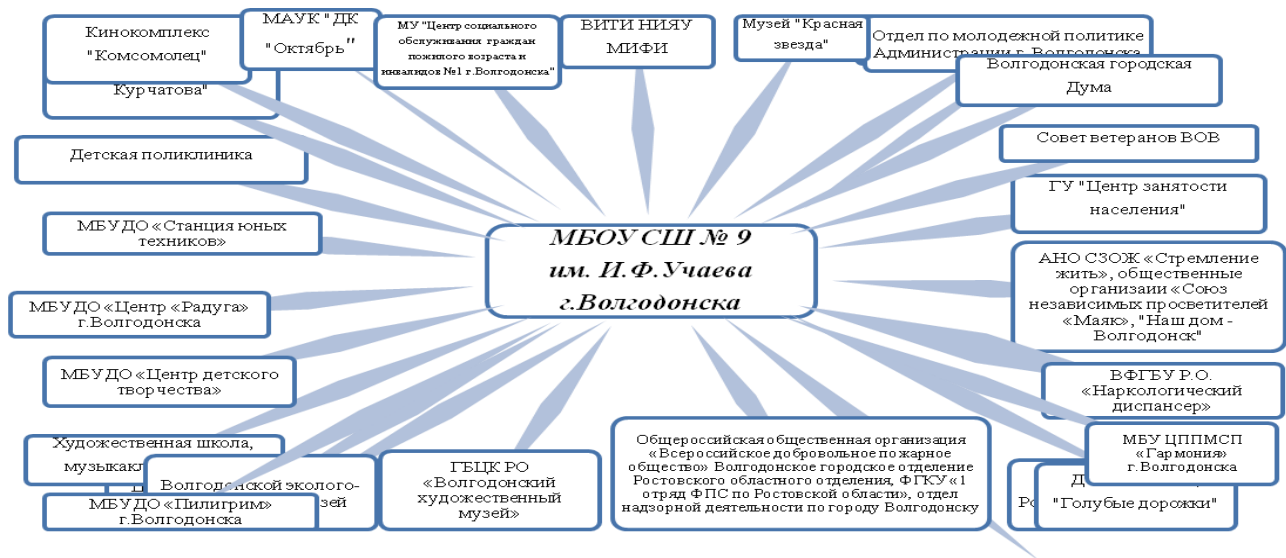 Кинокомплекс
"Комсомолец"
Курчатова"
МАУК "ДК
"Октябрь"
МУ "Центр социального
обслуживания граждан
пожилого возраста и
инвалидов №1 г.Волгодонска"
ВИТИ НИЯУ
МИФИ
Музей "Красная
звезда"
Отдел по молодежной политике
Администрации г. Волгодонска
Волгодонская городская
Дума
Детская поликлиника
Совет ветеранов ВОВ
МБУДО «Станция юных
техников»
ГУ "Центр занятости
населения"
МБОУ СШ № 9
им. И.Ф.Учаева
г.Волгодонска
АНО СЗОЖ «Стремление
жить», общественные
организаии «Союз
независимых просветителей
«Маяк», "Наш дом -
Волгодонск"
МБУДО «Центр «Радуга»
г.Волгодонска
МБУДО «Центр детского
творчества»
ВФГБУ Р.О.
«Наркологический
диспансер»
Художественная школа,
Волгодонской эколого-
МБУДО «Пилигрим»
г.Волгодонска
ГБЦК РО
«Волгодонский
художественный
музей»
Общероссийская общественная организация
«Всероссийское добровольное пожарное
общество» Волгодонское городское отделение
Ростовского областного отделения, ФГКУ «1
отряд ФПС по Ростовской области», отдел
надзорной деятельности по городу Волгодонску
МБУ ЦППМСП
«Гармония»
г.Волгодонска
"Голубые дорожки"